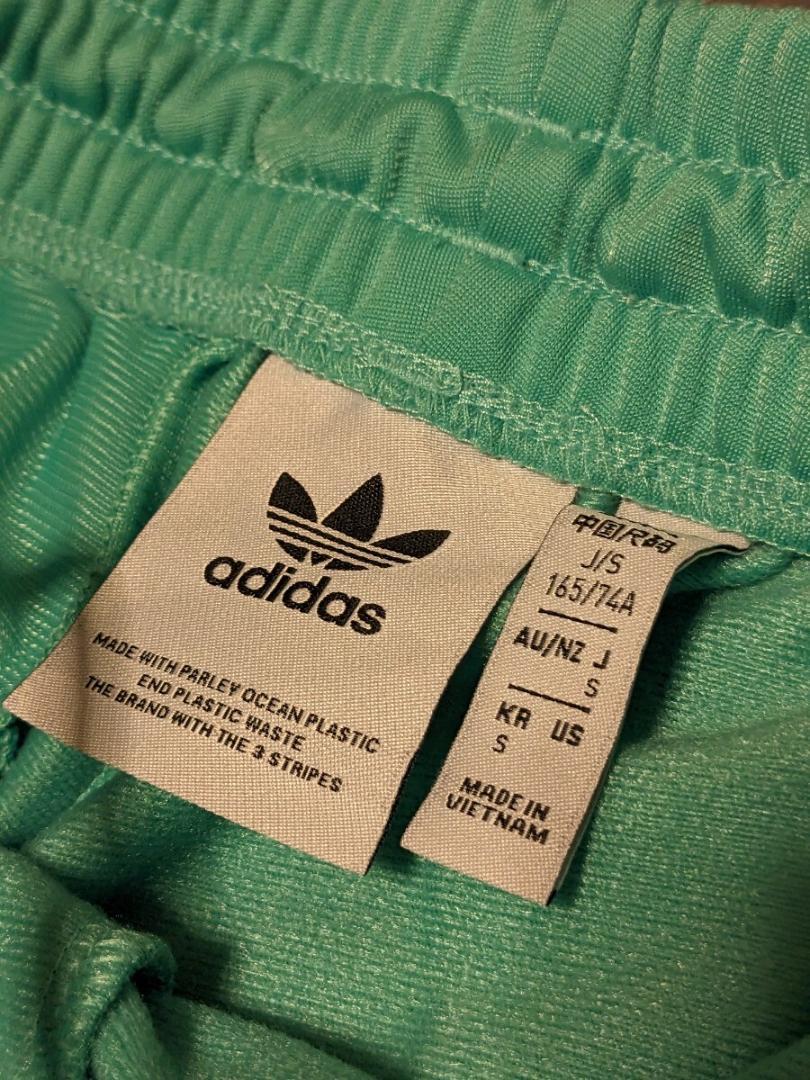 adidas
MADE WITH PARLEY OCEAN PLASTIC
END PLASTIC WASTE
THE BRAND WITH THE 3 STRIPES
中国尺码
J/S
165/74A
AU/NZ J
S
KR US
S
MADE IN
VIETNAM